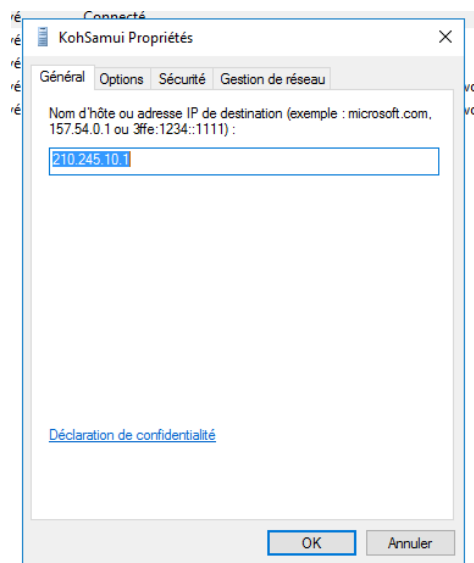 Connecté
KohSamui Propriétés
Général Options Sécurité Gestion de réseau
Nom d'hôte ou adresse IP de destination (exemple : microsoft.com,
157.54.0.1 ou 3ffe:1234::1111) :
210.245.10.1
Déclaration de confidentialité
OK Annuler